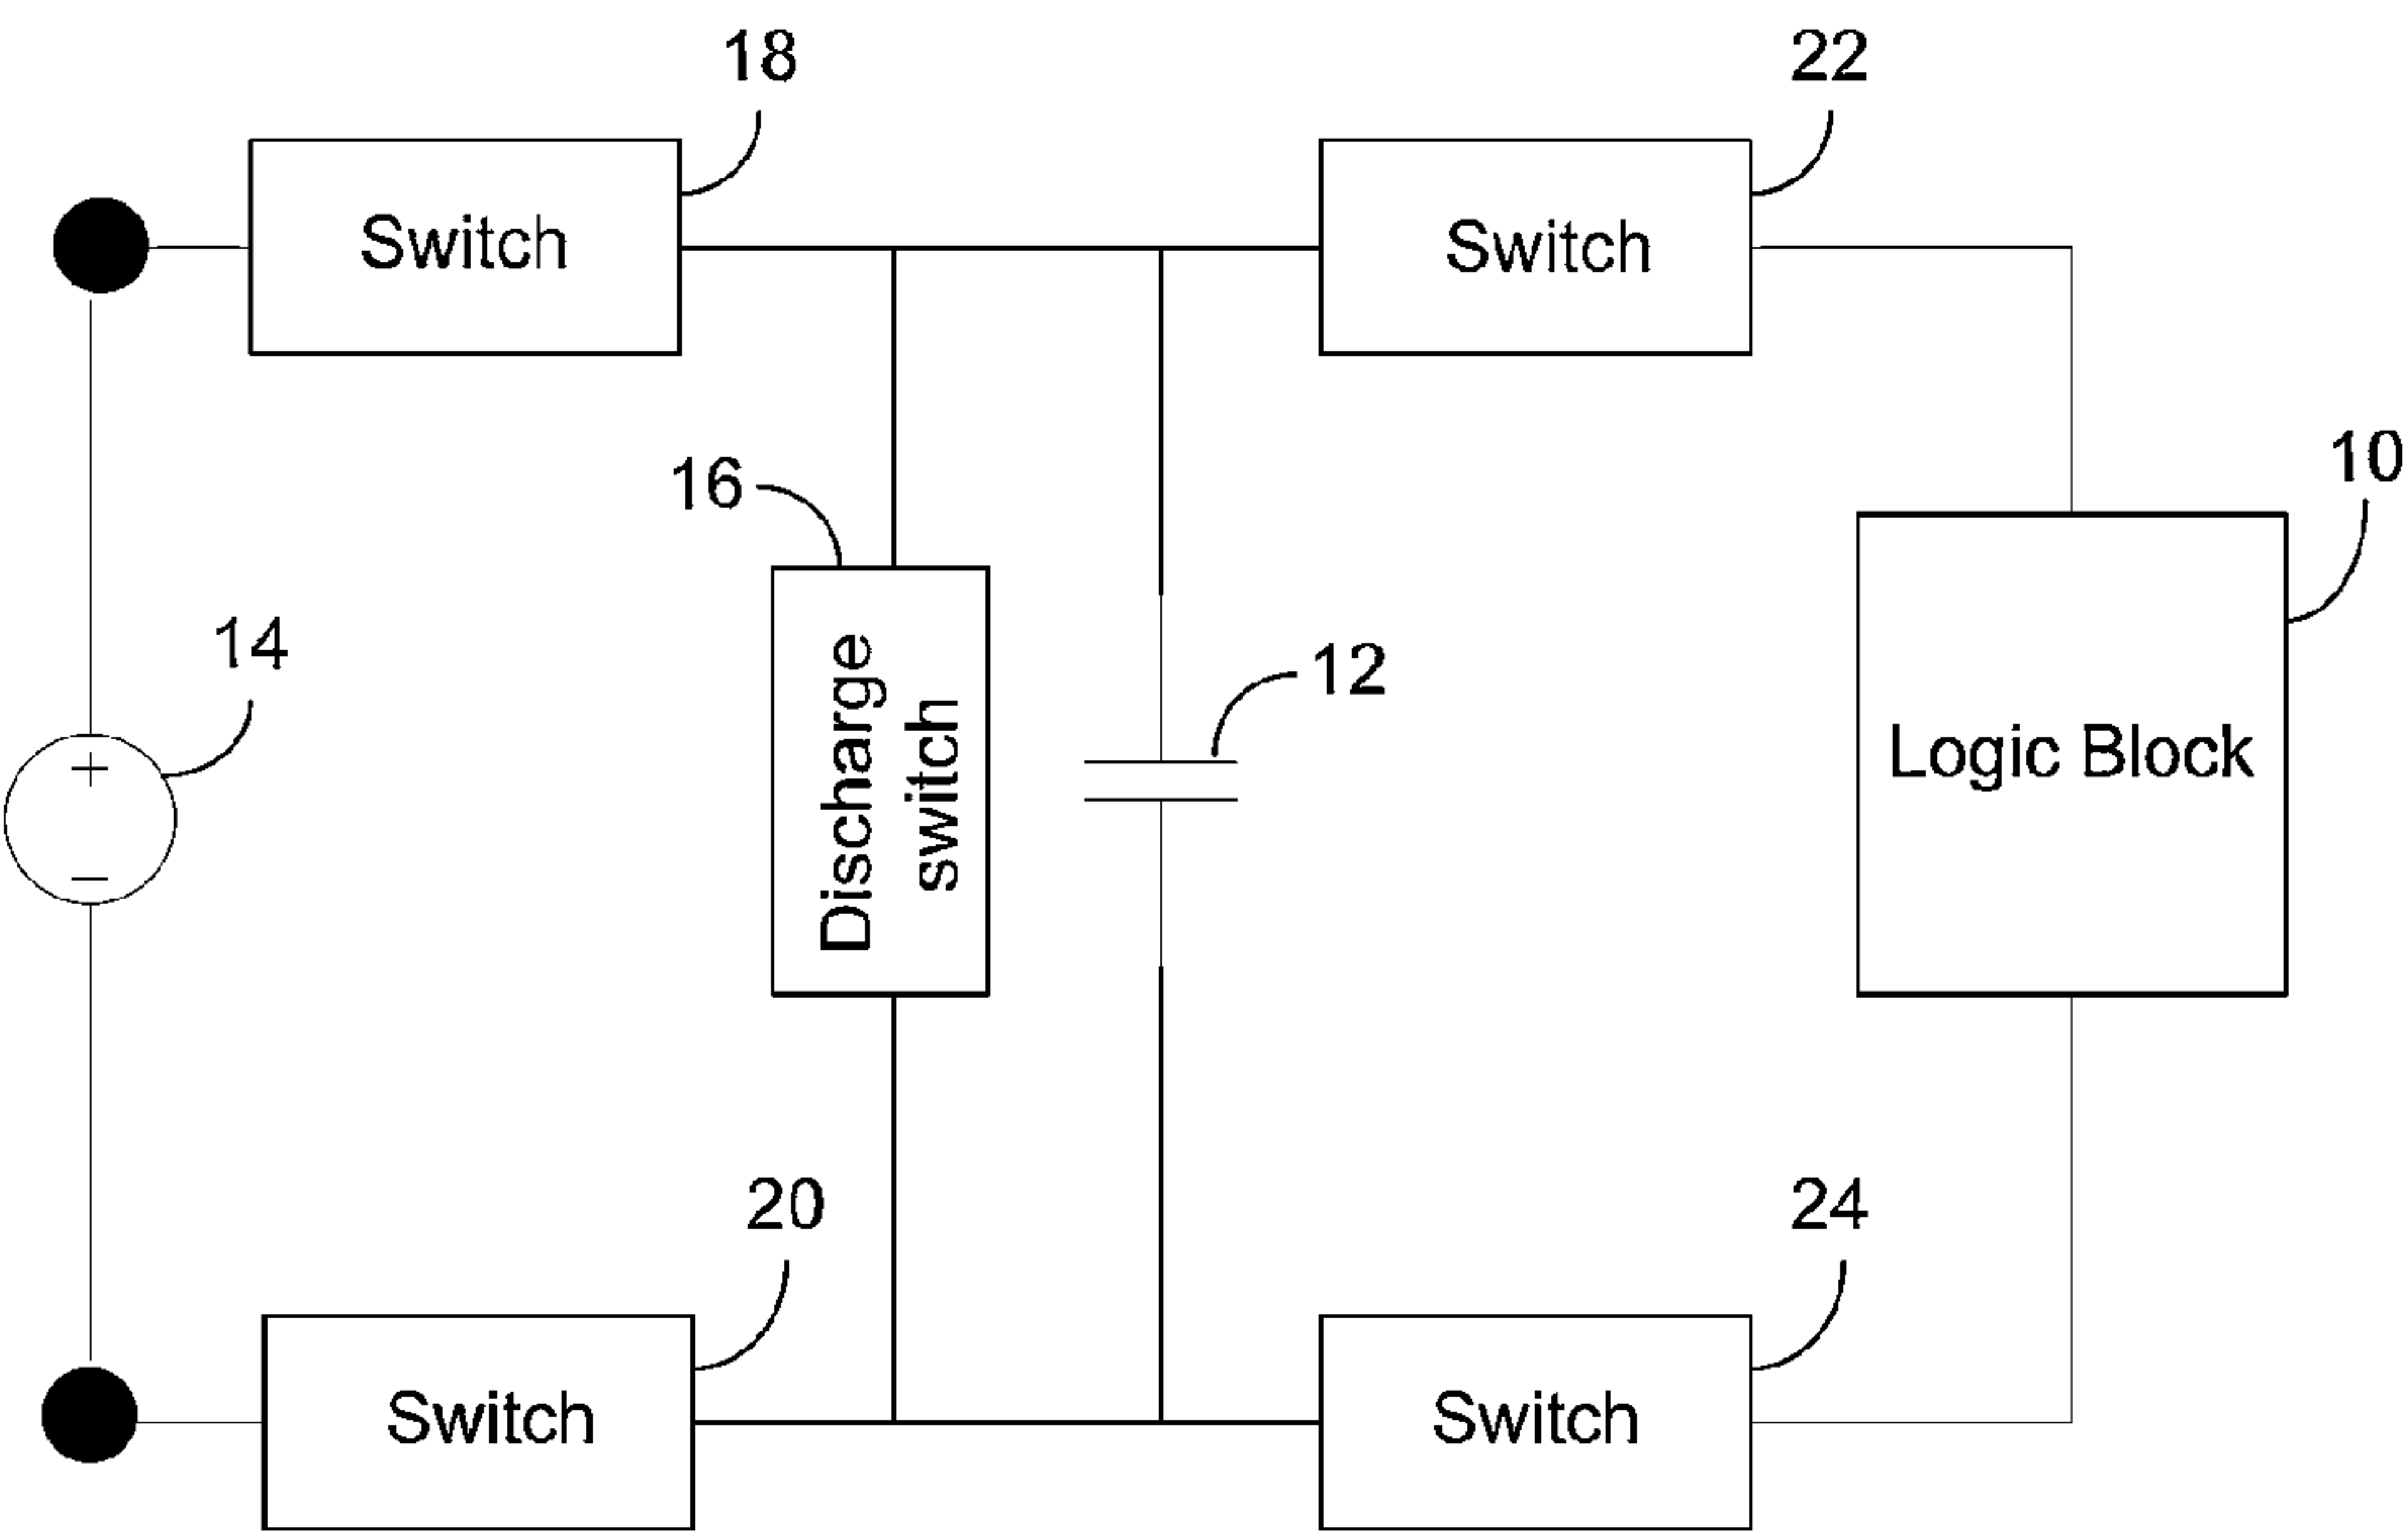 18
22
Switch
Switch
16
10
14
Discharge
switch
12
+
Logic Block
−
20
24
Switch
Switch